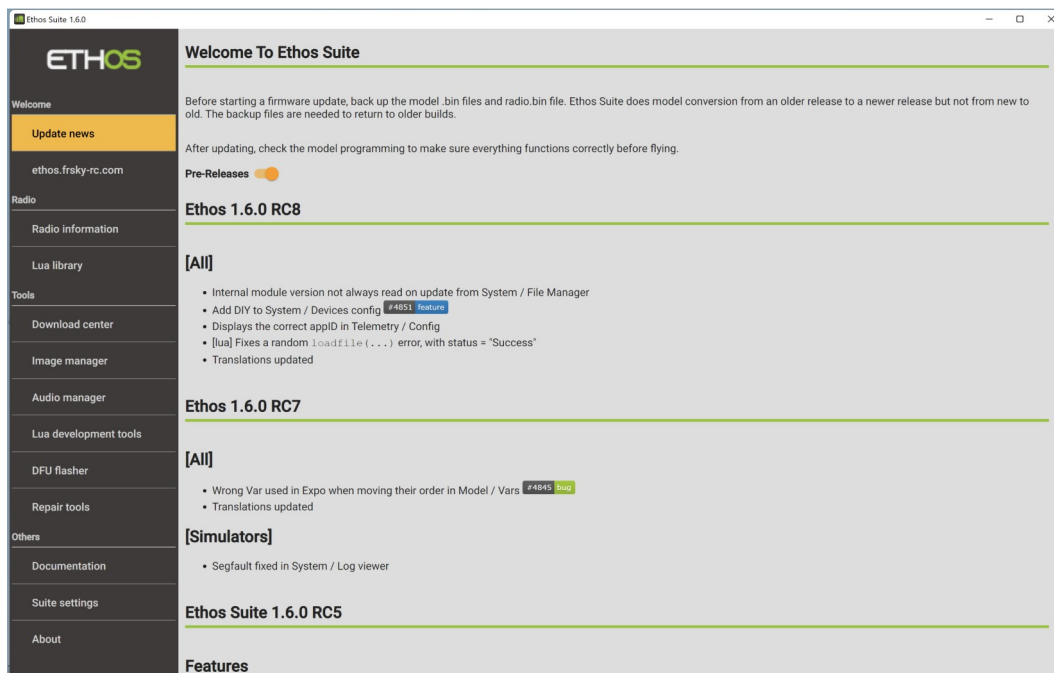 Ethos Suite 1.6.0
ETHOS
Welcome
Update news
ethos.frsky-rc.com
Radio
Radio information
Lua library
Tools
Download center
Image manager
Audio manager
Lua development tools
DFU flasher
Repair tools
Others
Documentation
Suite settings
About
Welcome To Ethos Suite
Before starting a firmware update, back up the model .bin files and radio.bin file. Ethos Suite does model conversion from an older release to a newer release but not from new to
old. The backup files are needed to return to older builds.
After updating, check the model programming to make sure everything functions correctly before flying.
Pre-Releases
Ethos 1.6.0 RC8
[All]
• Internal module version not always read on update from System / File Manager
• Add DIY to System / Devices config #4851 feature
• Displays the correct appID in Telemetry / Config
• [lua] Fixes a random loadfile(...) error, with status = "Success"
• Translations updated
Ethos 1.6.0 RC7
[All]
• Wrong Var used in Expo when moving their order in Model / Vars #4845 bug
• Translations updated
[Simulators]
• Segfault fixed in System / Log viewer
Ethos Suite 1.6.0 RC5
Features